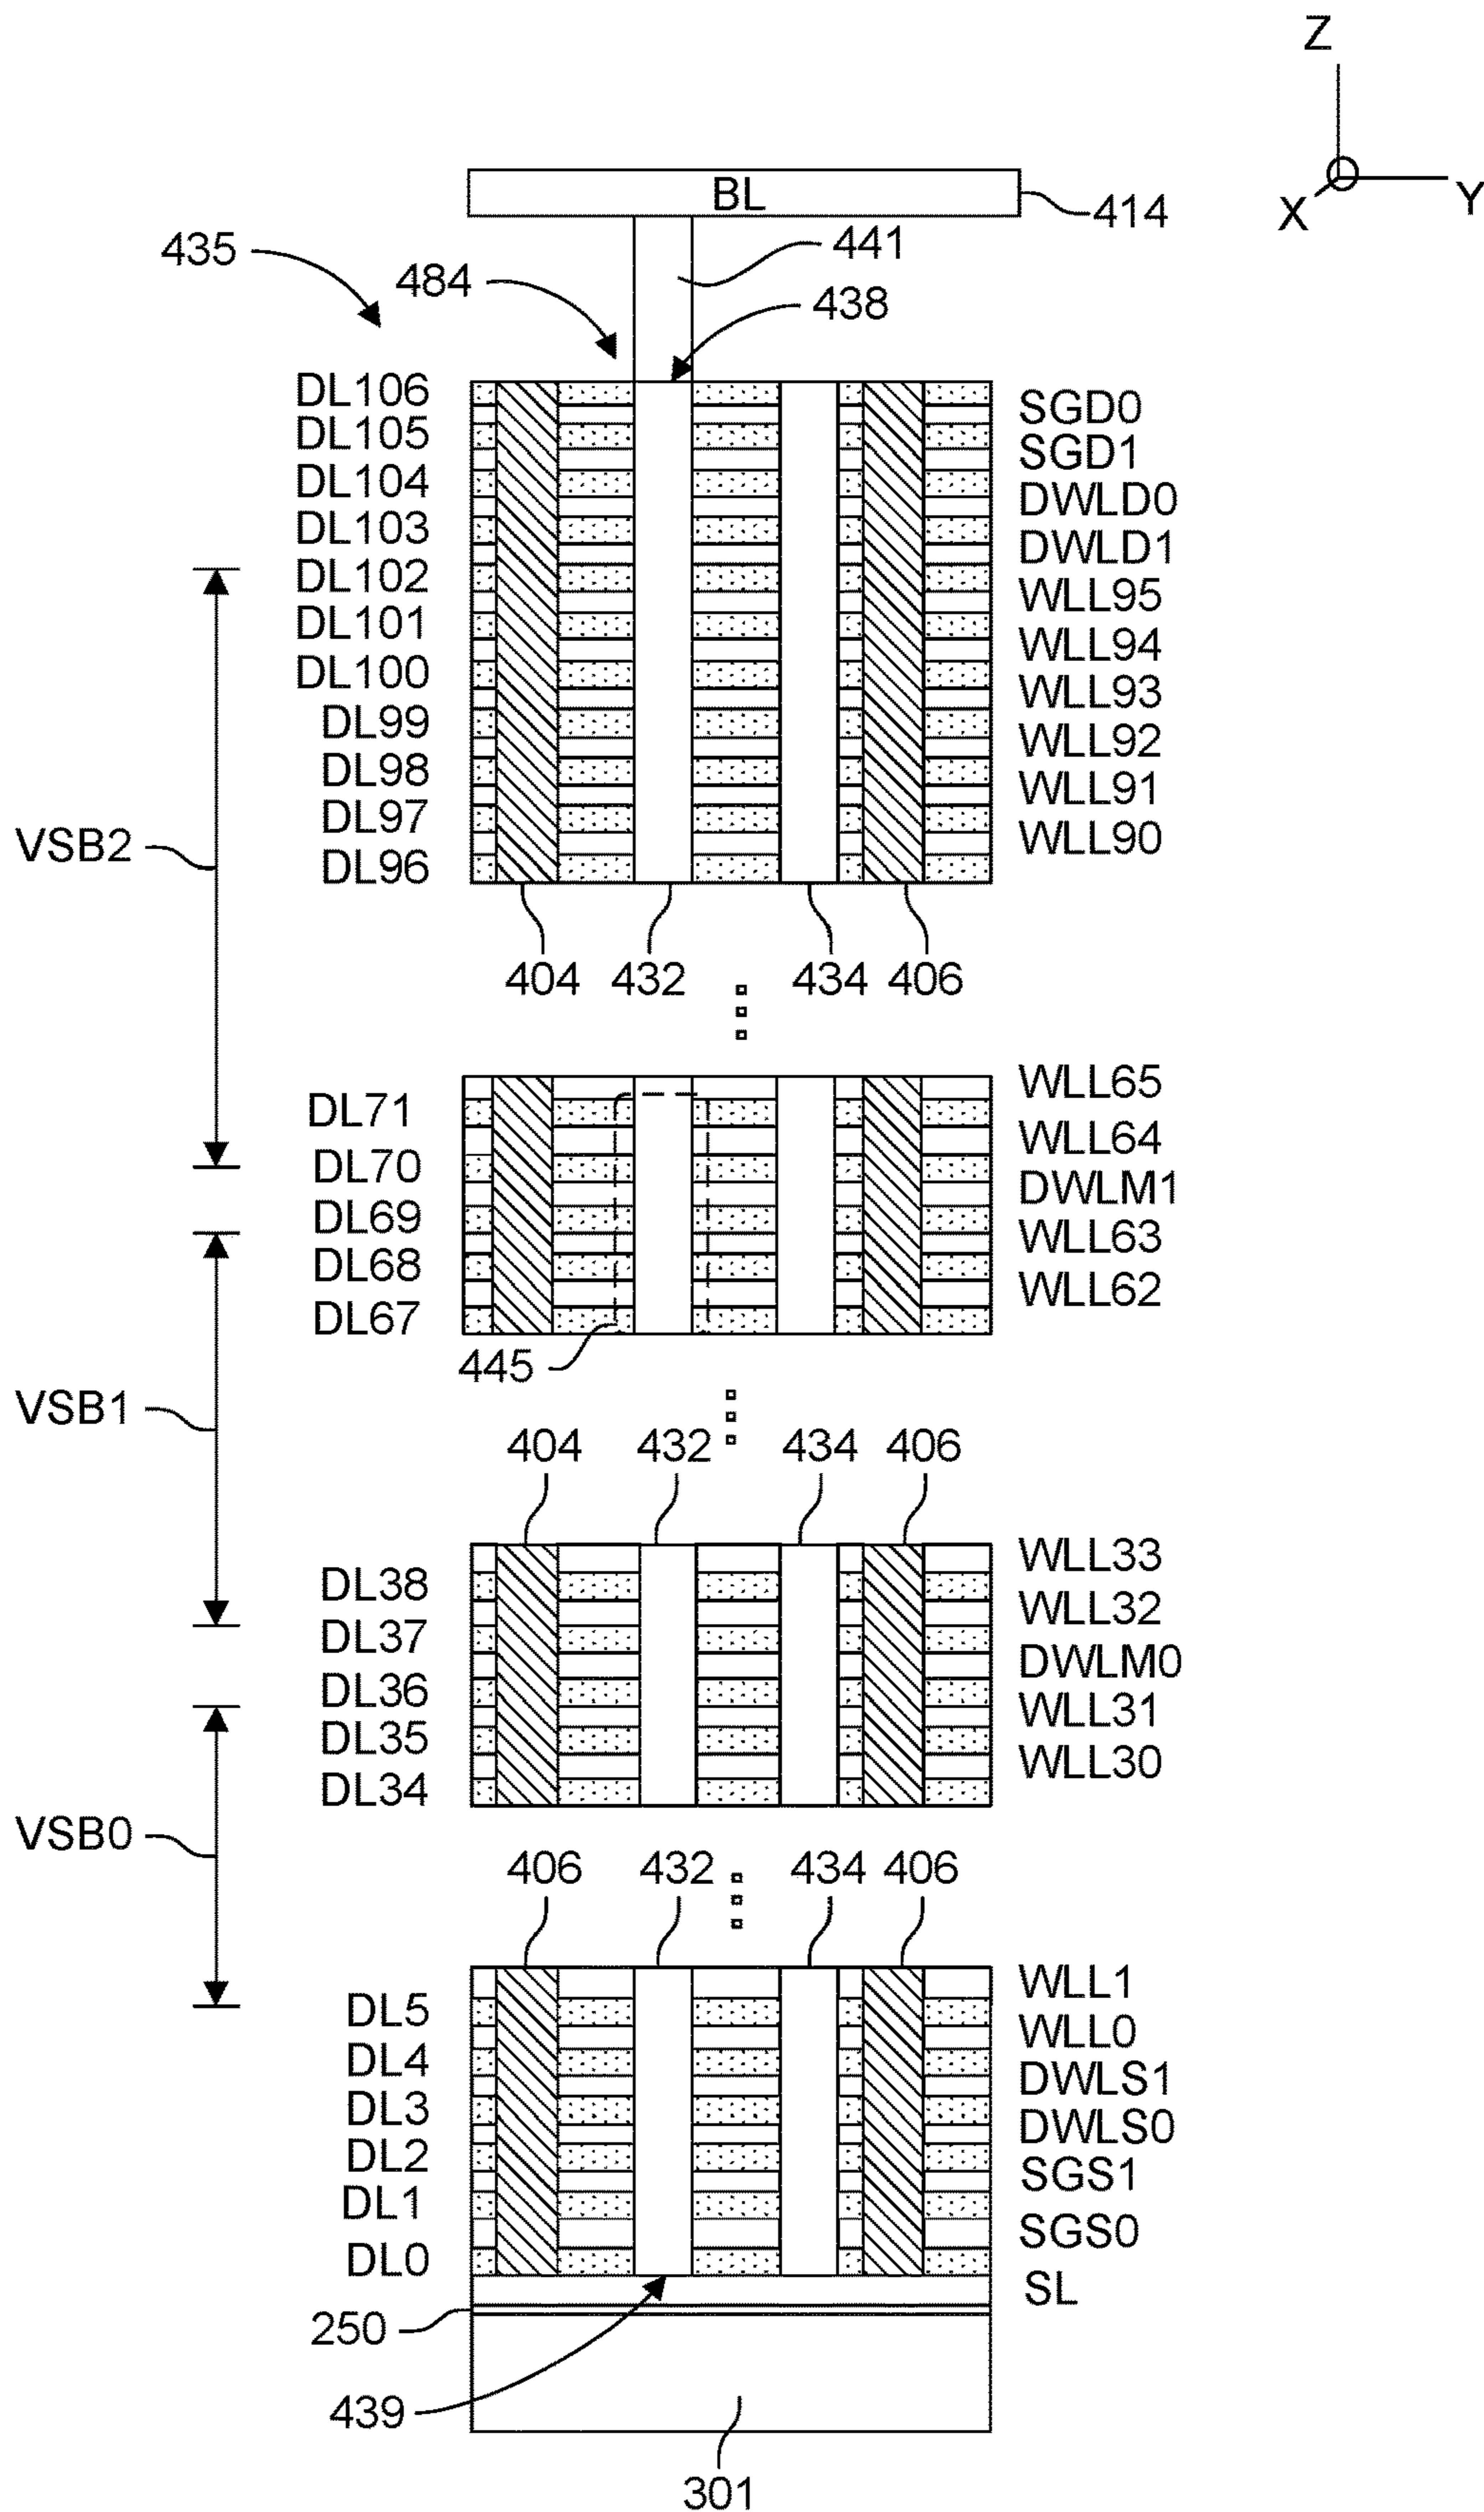 Z
X
Y
BL
414
435
484
441
438
DL106
SGD0
DL105
SGD1
DL104
DWLD0
DL103
DWLD1
DL102
WLL95
DL101
WLL94
DL100
WLL93
DL99
WLL92
DL98
WLL91
DL97
WLL90
DL96
VSB2
404 432 434 406
WLL65
DL71
WLL64
DL70
DWLM1
DL69
WLL63
DL68
WLL62
DL67
445
VSB1
404 432 434 406
WLL33
DL38
WLL32
DL37
DWLM0
DL36
WLL31
DL35
WLL30
DL34
VSB0
406 432 434 406
WLL1
DL5
WLL0
DL4
DWLS1
DL3
DWLS0
DL2
SGS1
DL1
SGS0
DL0
SL
250
439
301